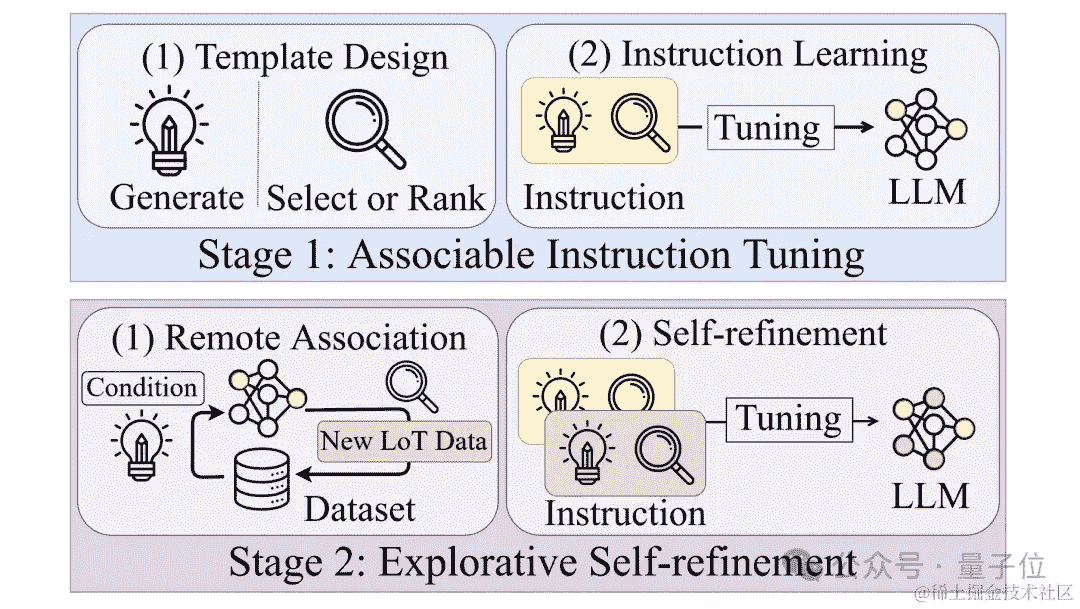 (1) Template Design
Generate
Select or Rank
(2) Instruction Learning
Tuning
Instruction
LLM
Stage 1: Associable Instruction Tuning
(1) Remote Association
Condition
New LoT Data
Dataset
(2) Self-refinement
Tuning
Instruction
LLM
Stage 2: Explorative Self-refinement
公众号 · 量子位
@稀土掘金技术社区